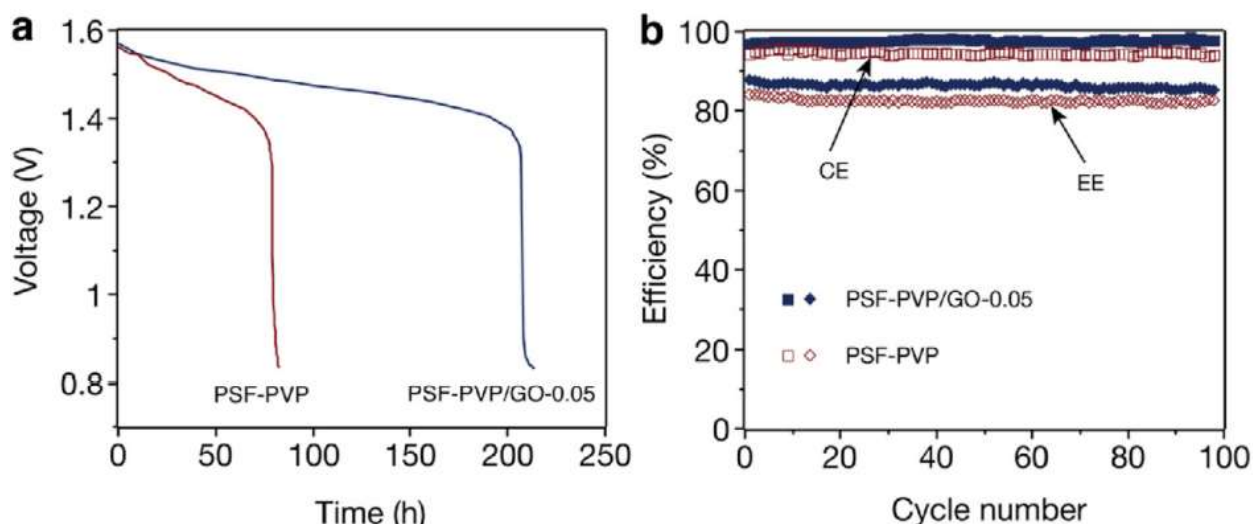 a
1.6
1.4
1.2
1
0.8
Voltage (V)
PSF-PVP
PSF-PVP/GO-0.05
0
50
100
150
200
250
Time (h)
b
100
80
60
40
20
0
Efficiency (%)
CE
EE
PSF-PVP/GO-0.05
PSF-PVP
0
20
40
60
80
100
Cycle number